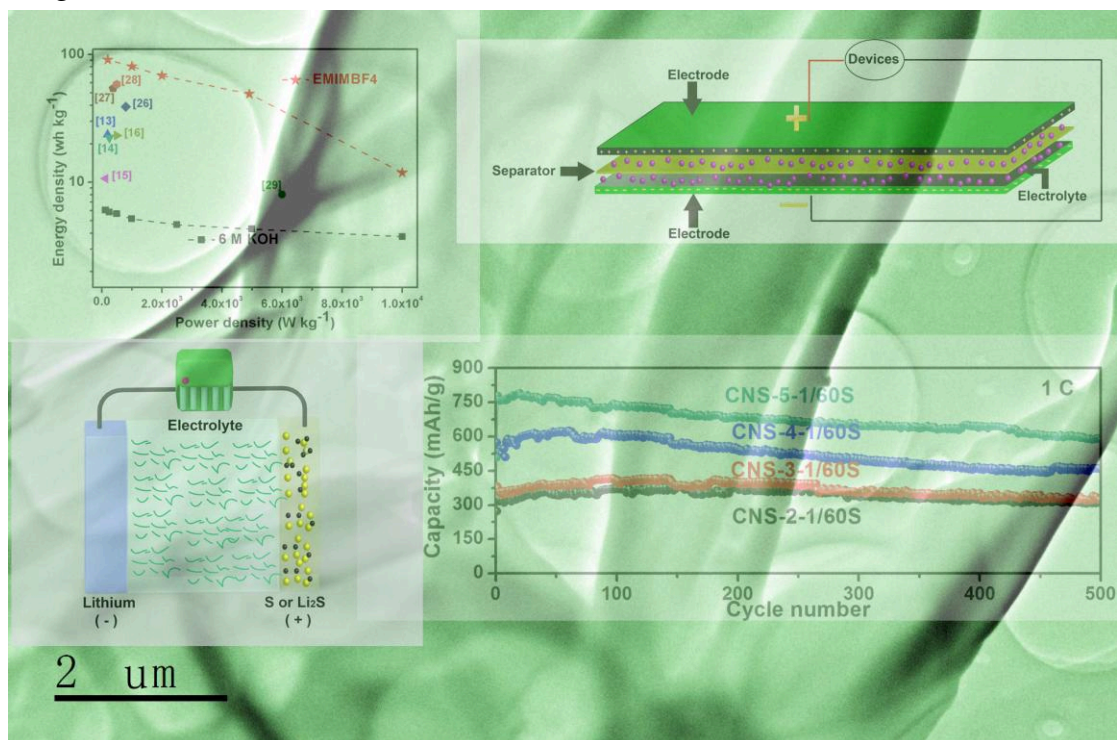 100
10
Energy density (wh kg-1)
[28]
[27]
[26]
[13]
[16]
[14]
[15]
[29]
EMIMBF4
6 M KOH
0.0 2.0x10³ 4.0x10³ 6.0x10³ 8.0x10³ 1.0x10⁴
Power density (W kg-1)
Devices
Electrode
+
Separator
Electrolyte
−
Electrode
Electrolyte
Lithium
( - )
S or Li₂S
( + )
900
750
600
450
300
150
0
Capacity (mAh/g)
1 C
CNS-5-1/60S
CNS-4-1/60S
CNS-3-1/60S
CNS-2-1/60S
0 100 200 300 400 500
Cycle number
2 um